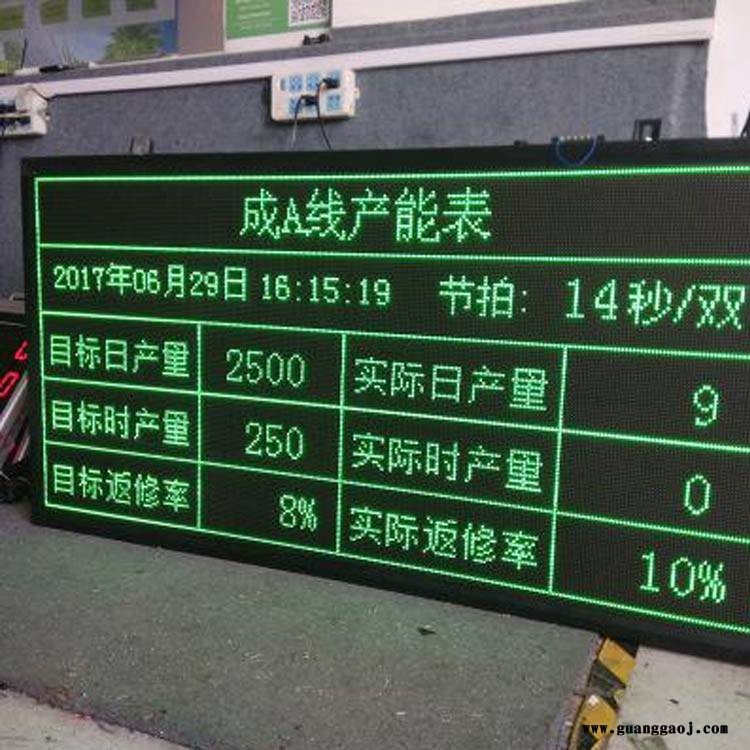 成A线产能表
2017年06月29日 16:15:19 节拍: 14秒/双
目标日产量 2500 实际日产量 9
目标时产量 250 实际时产量 0
目标返修率 8% 实际返修率 10%
www.guanggaoj.com